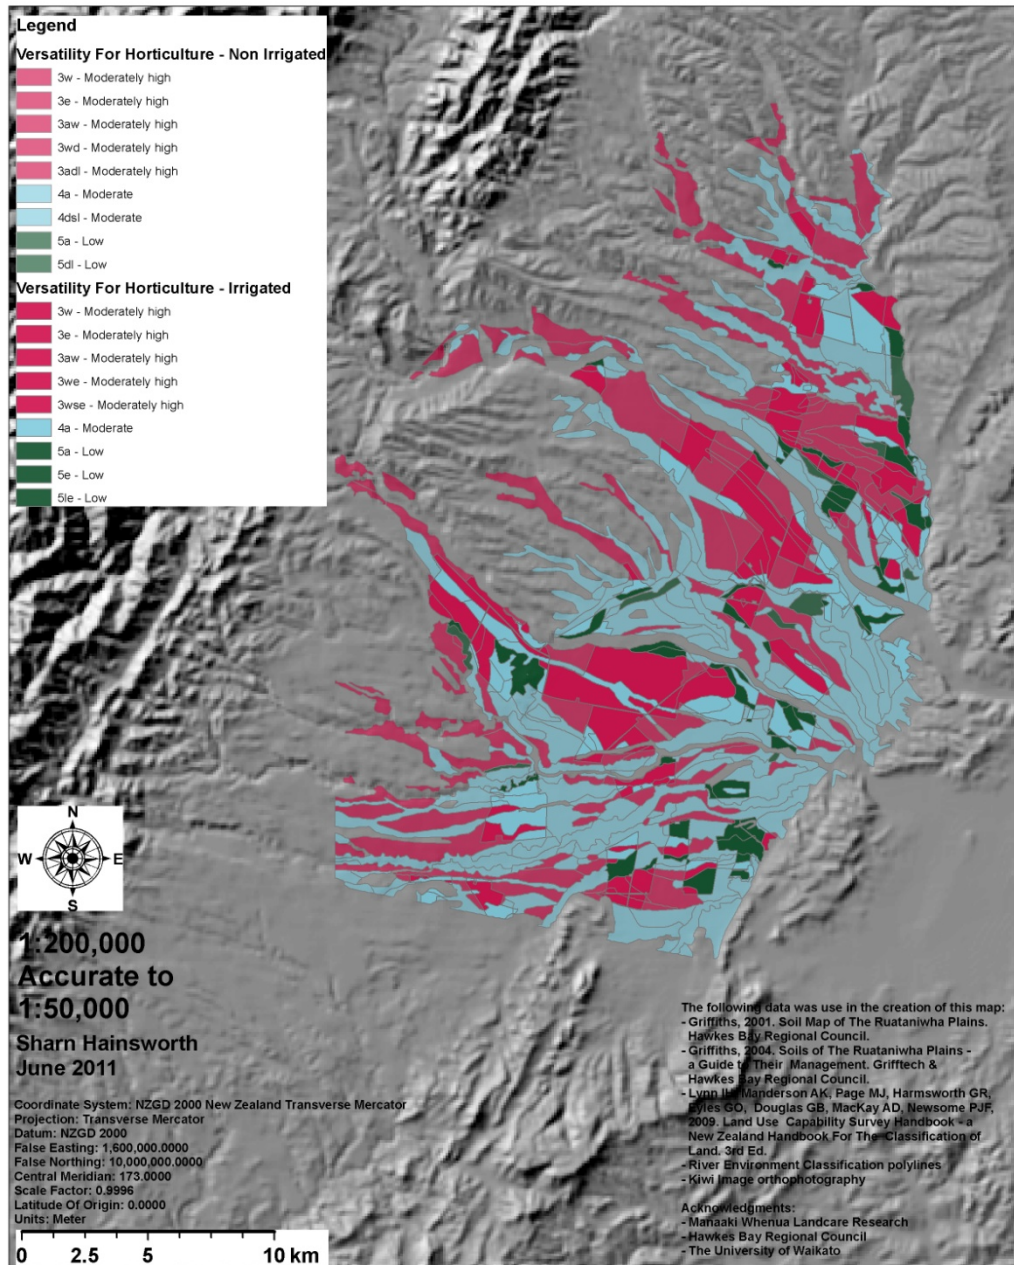 Legend
Versatility For Horticulture - Non Irrigated
3w - Moderately high
3e - Moderately high
3aw - Moderately high
3wd - Moderately high
3adl - Moderately high
4a - Moderate
4dsl - Moderate
5a - Low
5dl - Low
Versatility For Horticulture - Irrigated
3w - Moderately high
3e - Moderately high
3aw - Moderately high
3we - Moderately high
3wse - Moderately high
4a - Moderate
5a - Low
5e - Low
5le - Low
N
W E
S
1:200,000
Accurate to
1:50,000
Sharn Hainsworth
June 2011
Coordinate System: NZGD 2000 New Zealand Transverse Mercator
Projection: Transverse Mercator
Datum: NZGD 2000
False Easting: 1,600,000.0000
False Northing: 10,000,000.0000
Central Meridian: 173.0000
Scale Factor: 0.9996
Latitude Of Origin: 0.0000
Units: Meter
0 2.5 5 10 km
The following data was use in the creation of this map:
- Griffiths, 2001. Soil Map of The Ruataniwha Plains.
Hawkes Bay Regional Council.
- Griffiths, 2004. Soils of The Ruataniwha Plains -
a Guide to Their Management. Grifftech &
Hawkes Bay Regional Council.
- Lynn IH, Manderson AK, Page MJ, Harmsworth GR,
Eyles GO, Douglas GB, MacKay AD, Newsome PJF,
2009. Land Use Capability Survey Handbook - a
New Zealand Handbook For The Classification of
Land. 3rd Ed.
- River Environment Classification polylines
- Kiwi Image orthophotography
Acknowledgments:
- Manaaki Whenua Landcare Research
- Hawkes Bay Regional Council
- The University of Waikato